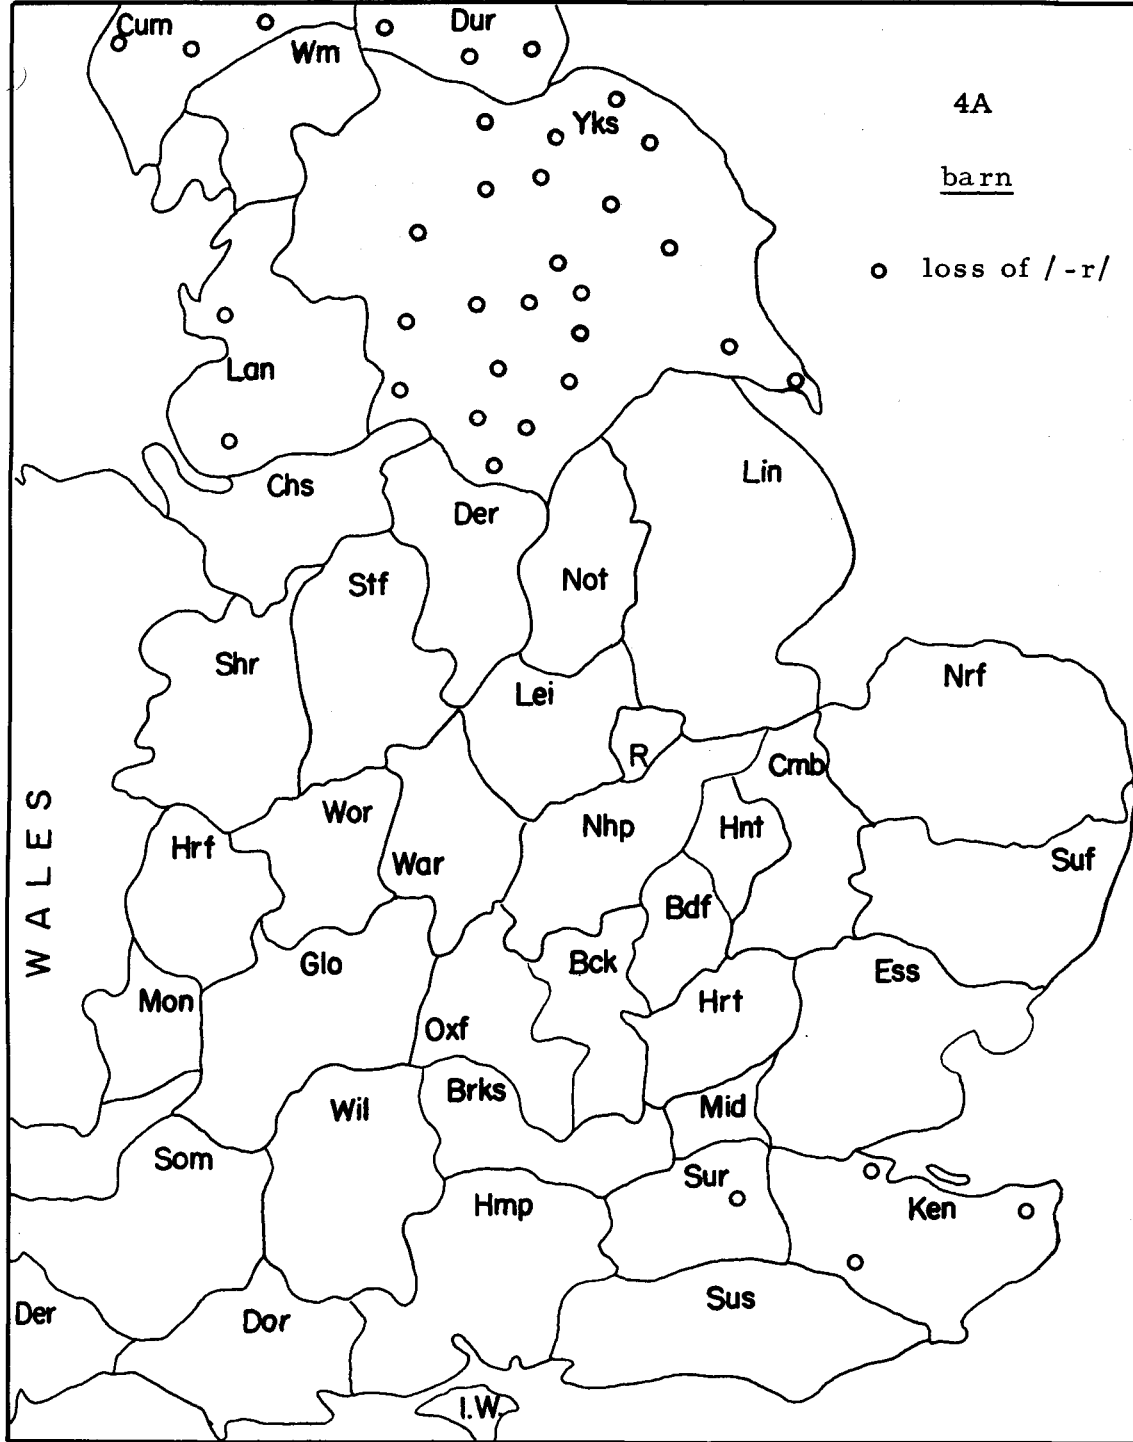 Cum
Dur
Wm
4A
Yks
barn
loss of /-r/
Lan
Lin
Chs
Der
Stf
Not
Shr
Nrf
Lei
R
Cmb
Wor
Nhp
Hnt
Hrf
War
Suf
WALES
Bdf
Glo
Bck
Ess
Mon
Hrt
Oxf
Brks
Wil
Mid
Som
Sur
Hmp
Ken
Der
Dor
Sus
I.W.